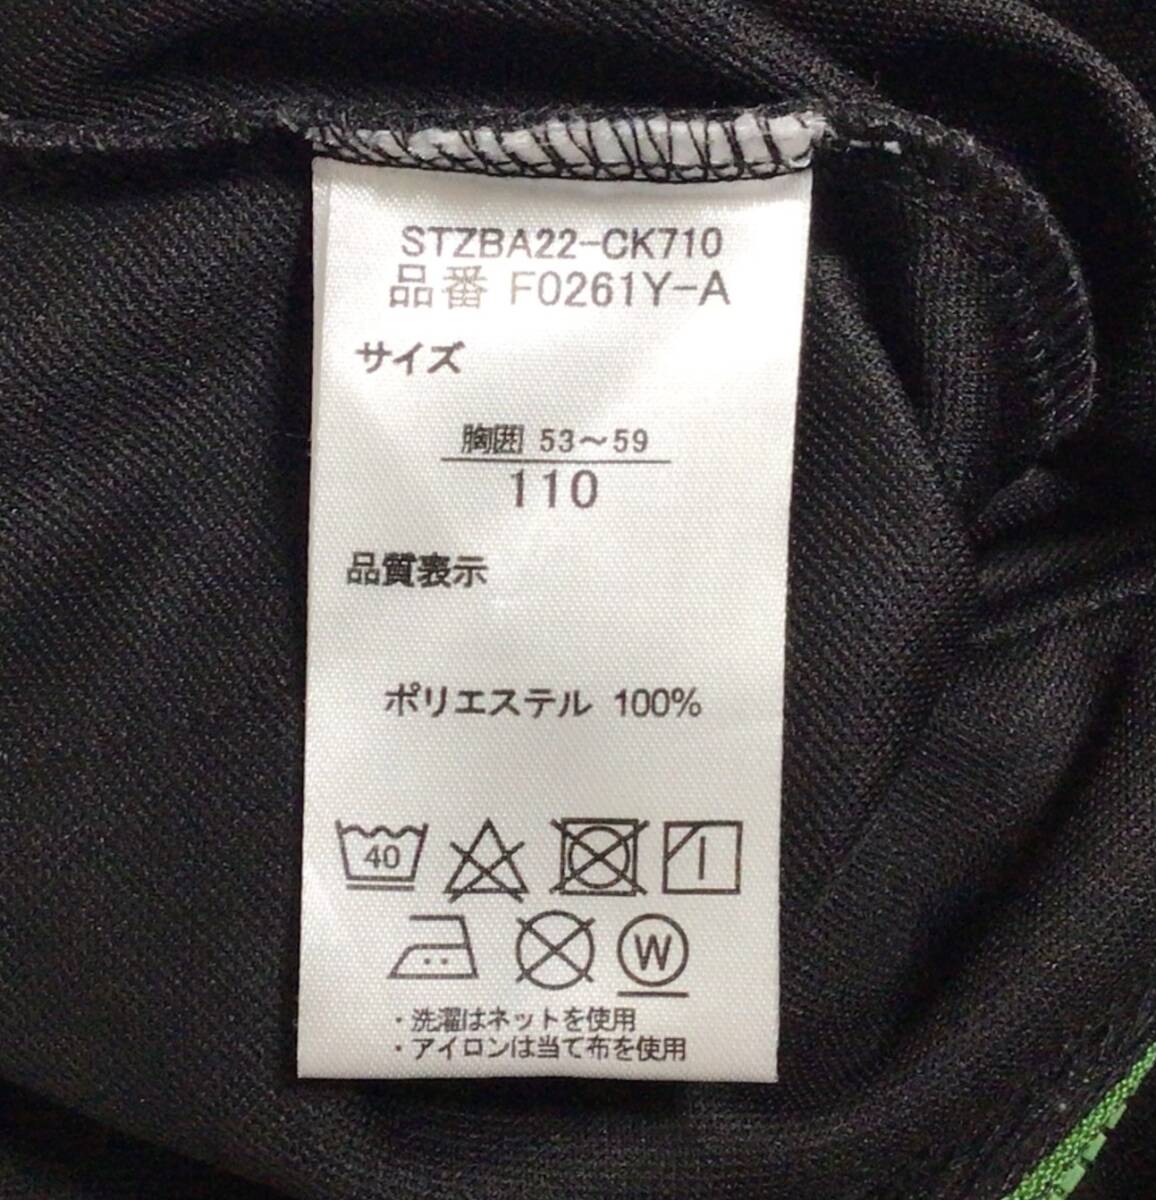 STZBA22-CK710
品番 F0261Y-A
サイズ
胸囲 53～59
110
品質表示
ポリエステル 100%
40
W
・洗濯はネットを使用
・アイロンは当て布を使用